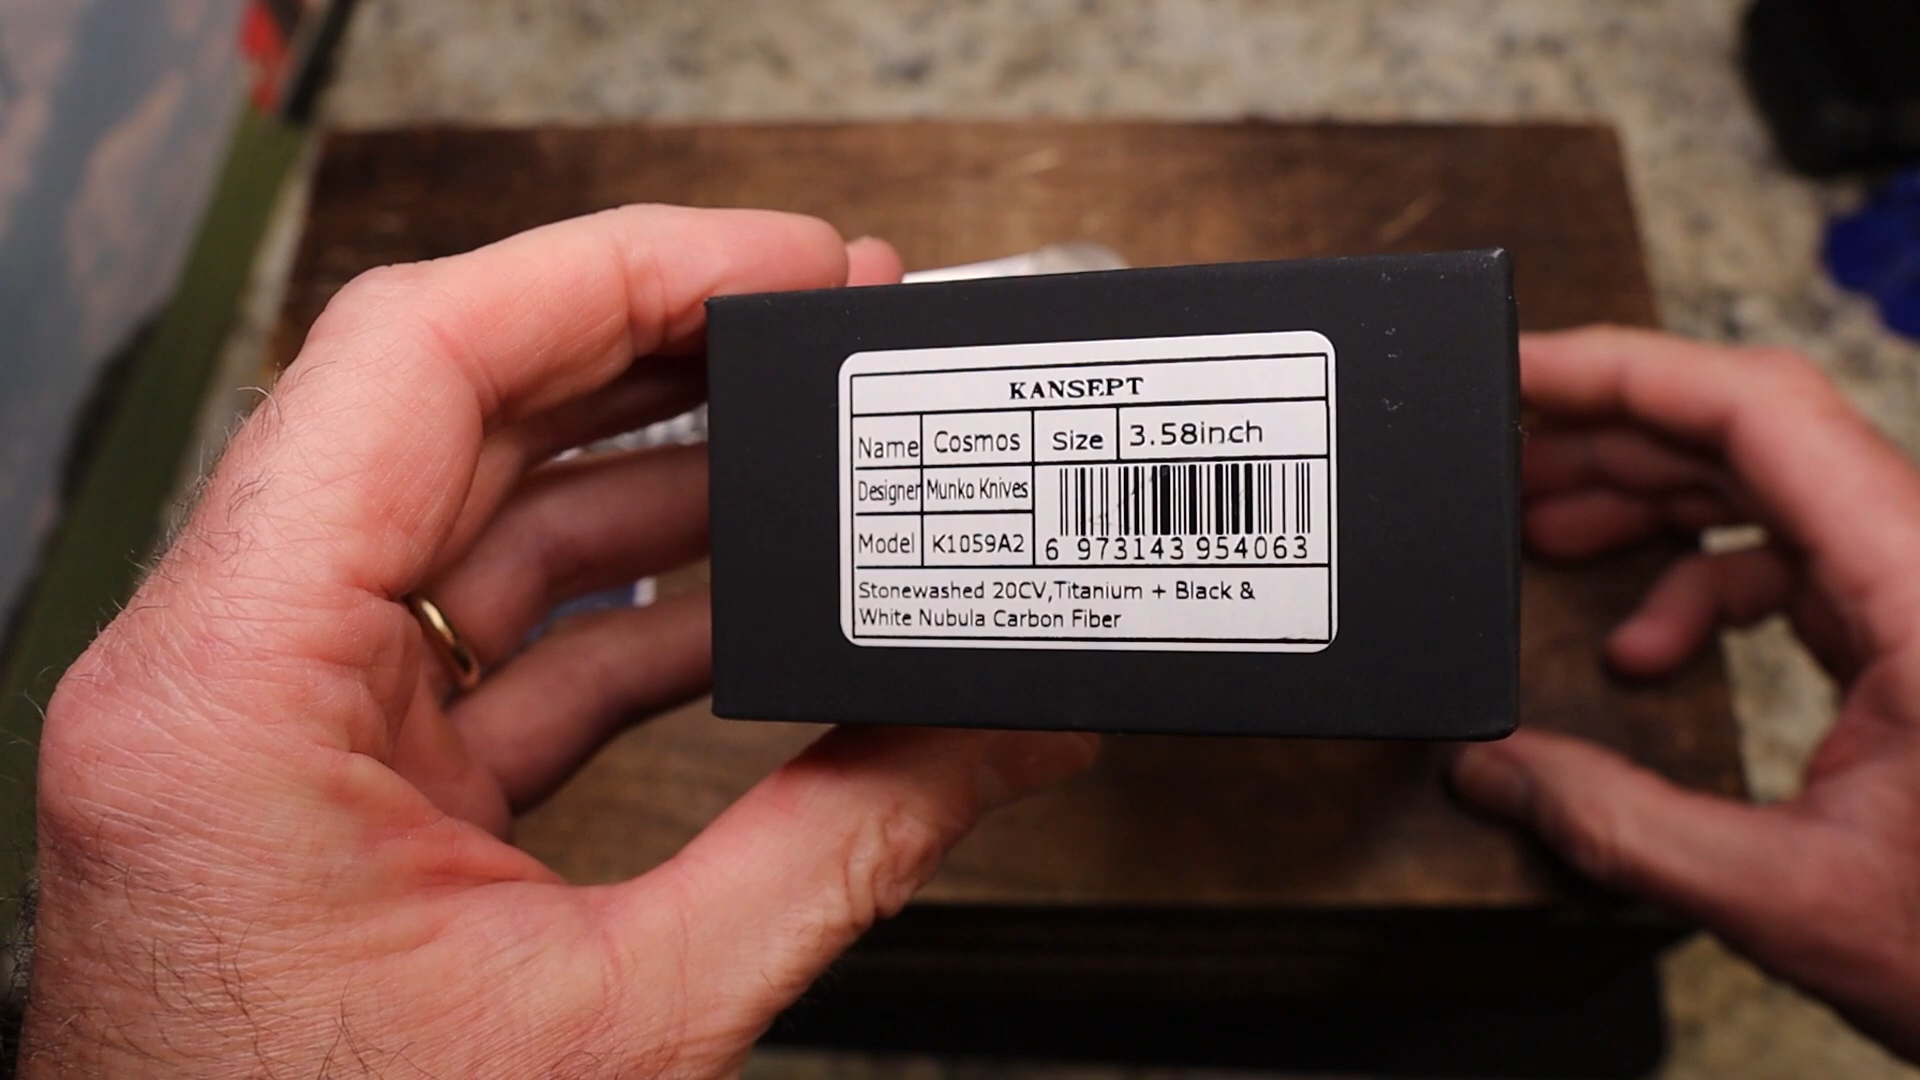 KANSEPT
Name Cosmos Size 3.58inch
Designer Munko Knives
Model K1059A2
6 973143 954063
Stonewashed 20CV,Titanium + Black &
White Nubula Carbon Fiber